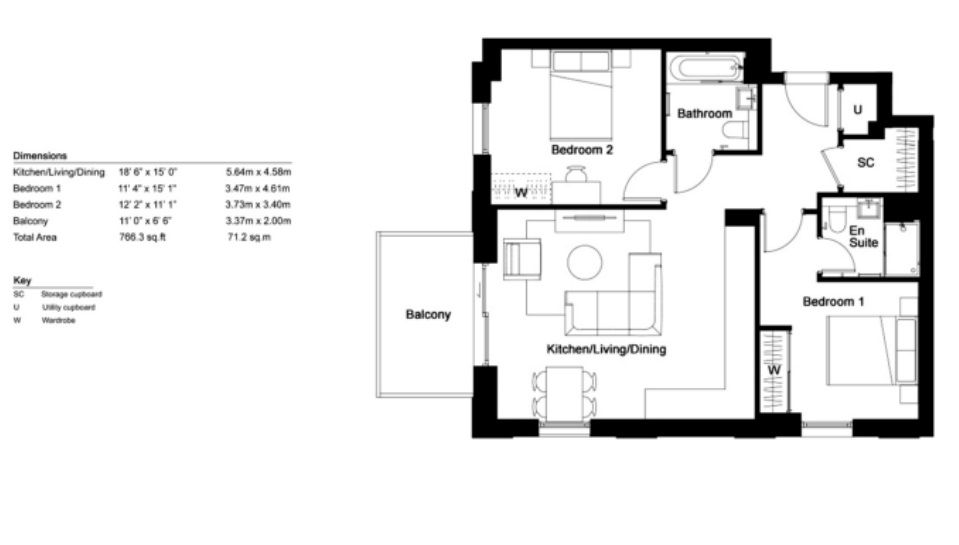 Dimensions
Kitchen/Living/Dining 18' 6" x 15' 0" 5.64m x 4.58m
Bedroom 1 11' 4" x 15' 1" 3.47m x 4.61m
Bedroom 2 12' 2" x 11' 1" 3.73m x 3.40m
Balcony 11' 0" x 6' 6" 3.37m x 2.00m
Total Area 766.3 sq.ft 71.2 sq.m
Key
SC Storage cupboard
U Utility cupboard
W Wardrobe
Bathroom
U
Bedroom 2
SC
W
En
Suite
Bedroom 1
Balcony
Kitchen/Living/Dining
W